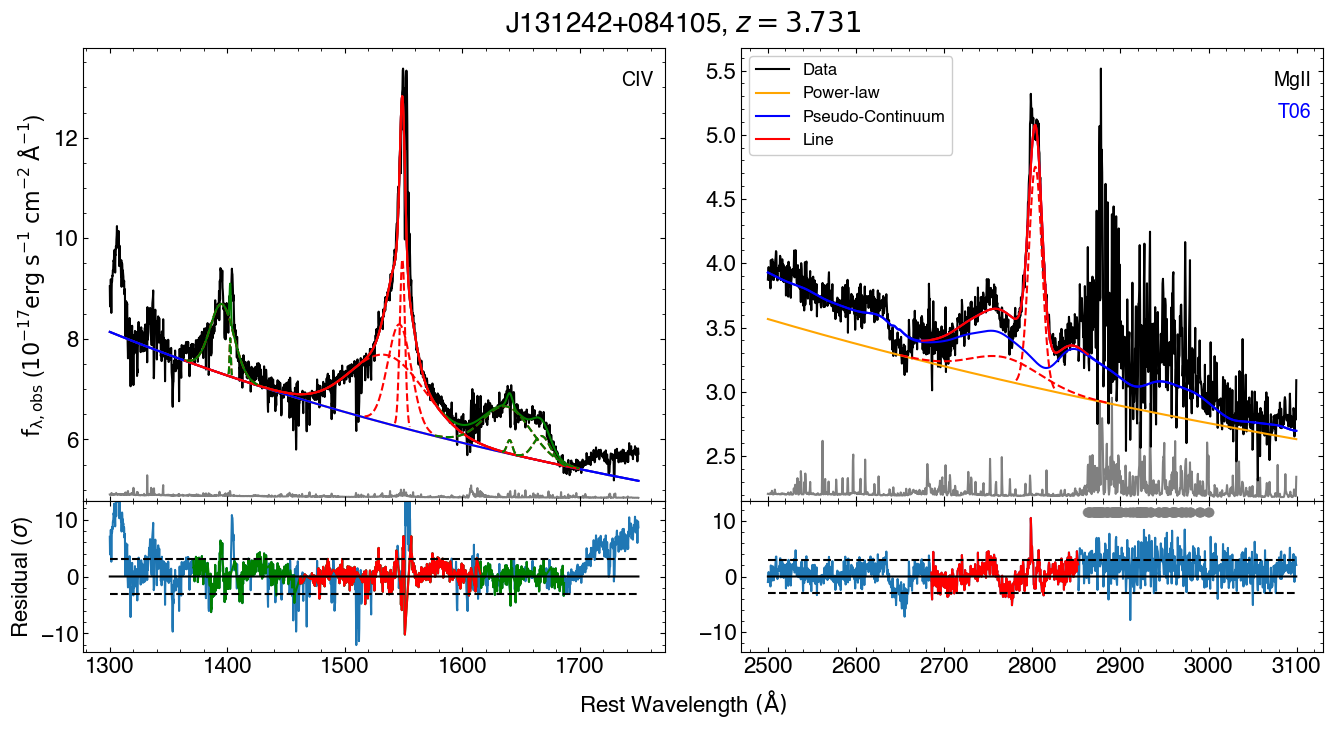 J131242+084105, z = 3.731
CIV
f_{λ,obs} (10^{-17} erg s^{-1} cm^{-2} Å^{-1})
12
10
8
6
Data
Power-law
Pseudo-Continuum
Line
MgII
T06
5.5
5.0
4.5
4.0
3.5
3.0
2.5
Residual (σ)
10
0
−10
10
0
−10
1300 1400 1500 1600 1700
2500 2600 2700 2800 2900 3000 3100
Rest Wavelength (Å)